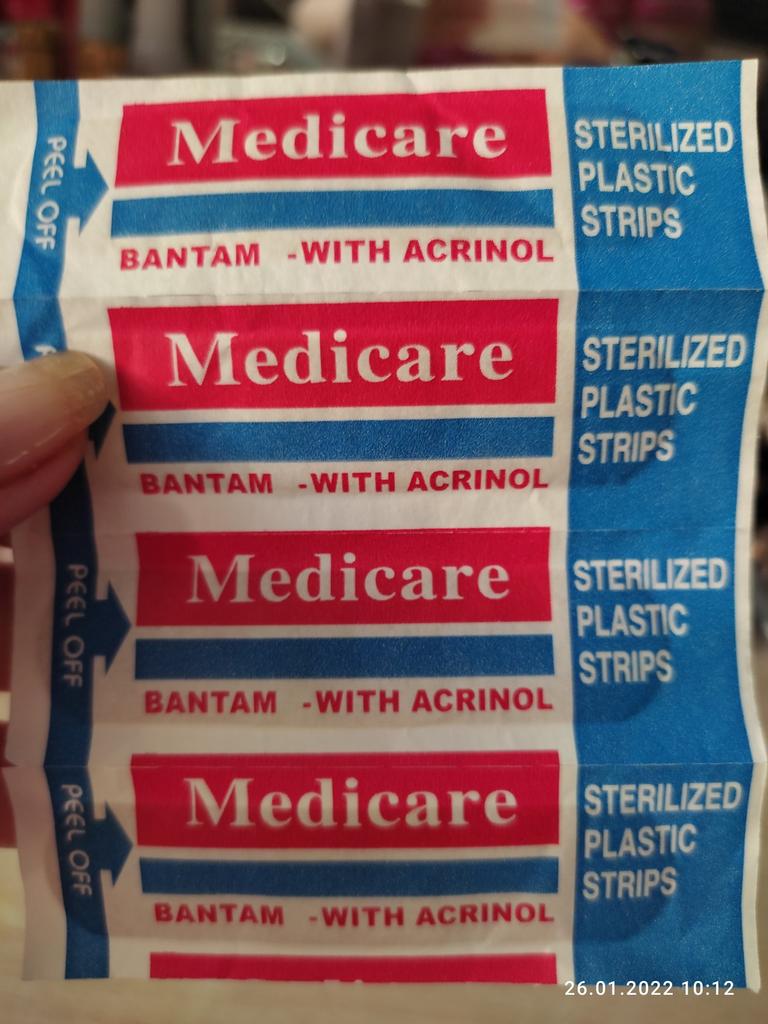 PEEL OFF
Medicare
BANTAM -WITH ACRINOL
STERILIZED
PLASTIC
STRIPS
Medicare
BANTAM -WITH ACRINOL
STERILIZED
PLASTIC
STRIPS
PEEL OFF
Medicare
BANTAM -WITH ACRINOL
STERILIZED
PLASTIC
STRIPS
PEEL OFF
Medicare
BANTAM -WITH ACRINOL
STERILIZED
PLASTIC
STRIPS
26.01.2022 10:12